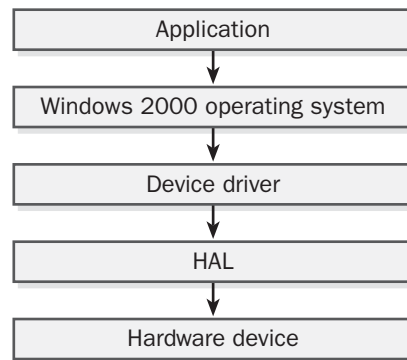 Application
Windows 2000 operating system
Device driver
HAL
Hardware device